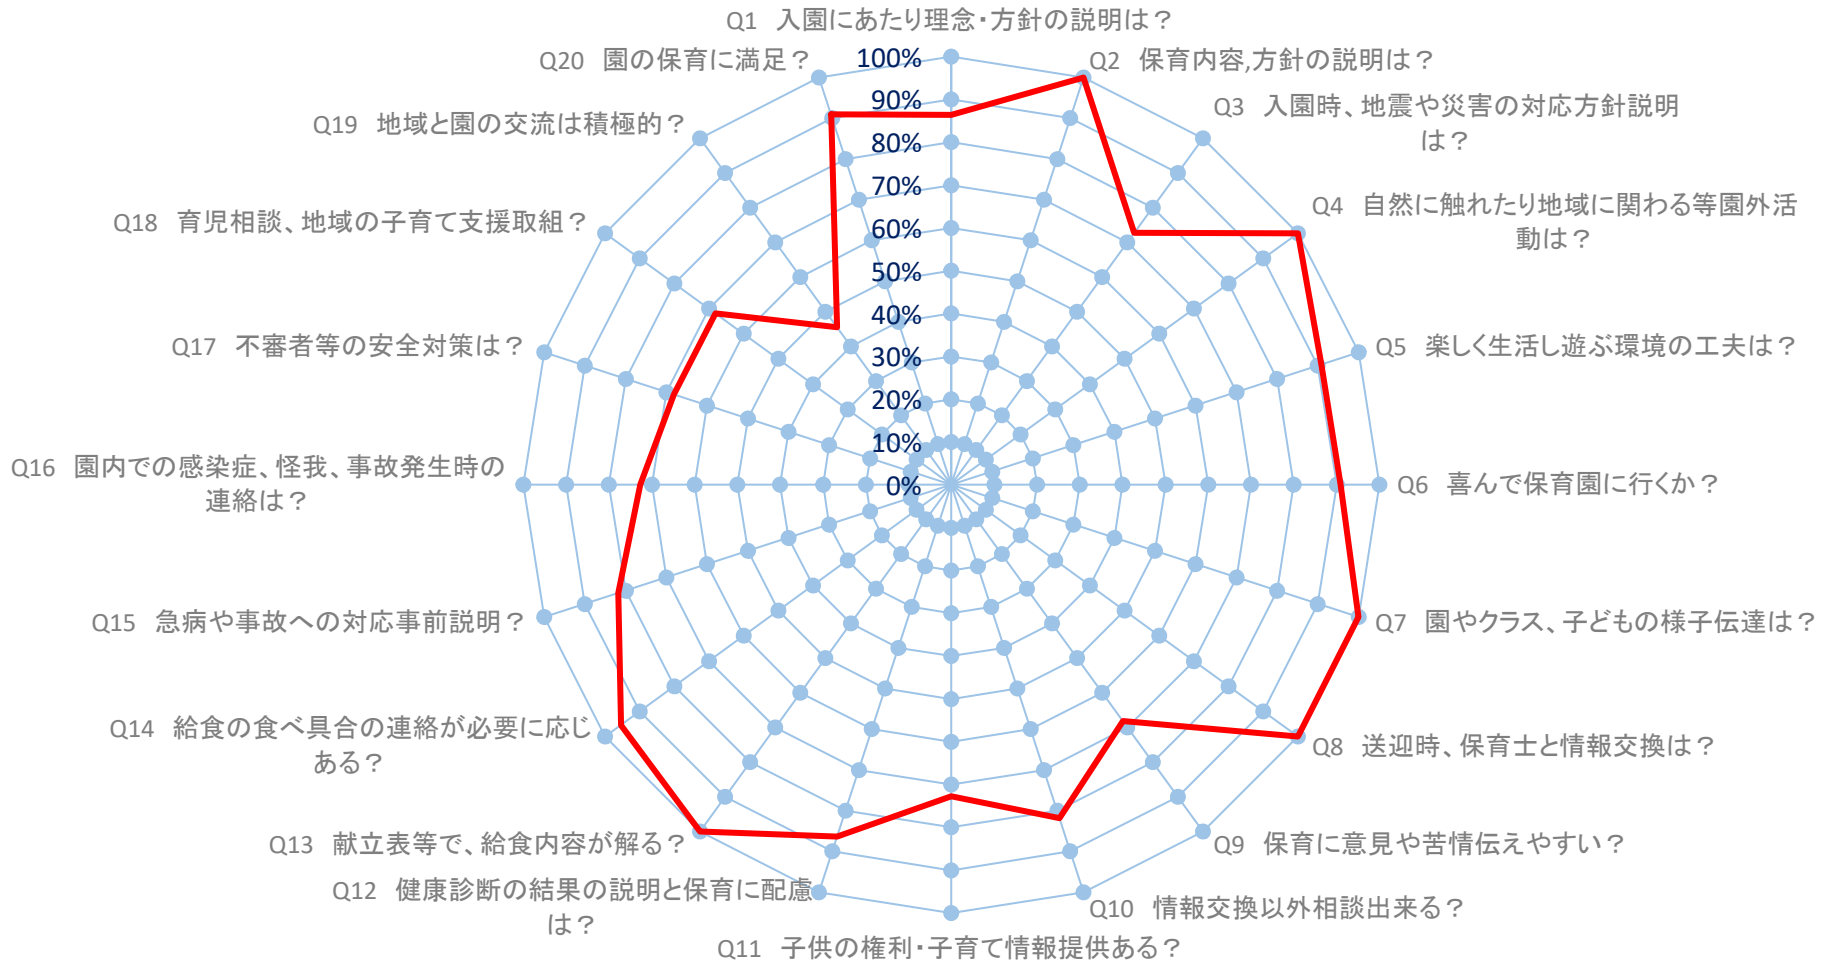 Q1 入園にあたり理念・方針の説明は？
Q2 保育内容,方針の説明は？
Q3 入園時、地震や災害の対応方針説明
は？
Q4 自然に触れたり地域に関わる等園外活
動は？
Q5 楽しく生活し遊ぶ環境の工夫は？
Q6 喜んで保育園に行くか？
Q7 園やクラス、子どもの様子伝達は？
Q8 送迎時、保育士と情報交換は？
Q9 保育に意見や苦情伝えやすい？
Q10 情報交換以外相談出来る？
Q11 子供の権利・子育て情報提供ある？
Q12 健康診断の結果の説明と保育に配慮
は？
Q13 献立表等で、給食内容が解る？
Q14 給食の食べ具合の連絡が必要に応じ
ある？
Q15 急病や事故への対応事前説明？
Q16 園内での感染症、怪我、事故発生時の
連絡は？
Q17 不審者等の安全対策は？
Q18 育児相談、地域の子育て支援取組？
Q19 地域と園の交流は積極的？
Q20 園の保育に満足？
100%
90%
80%
70%
60%
50%
40%
30%
20%
10%
0%